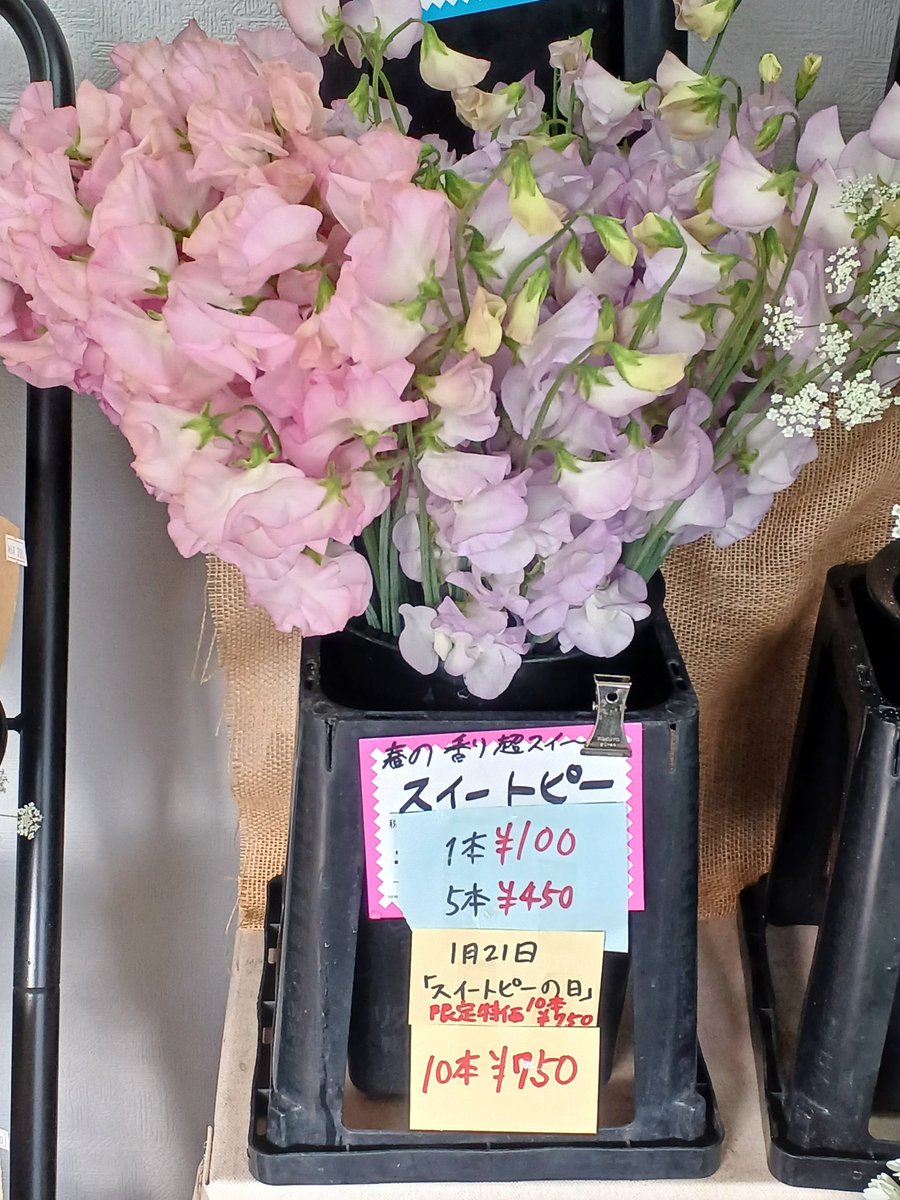 春の香り超スイー
スイートピー
1本 ¥100
5本 ¥450
1月21日
「スイートピーの日」
限定特価 10本
¥750
10本 ¥750